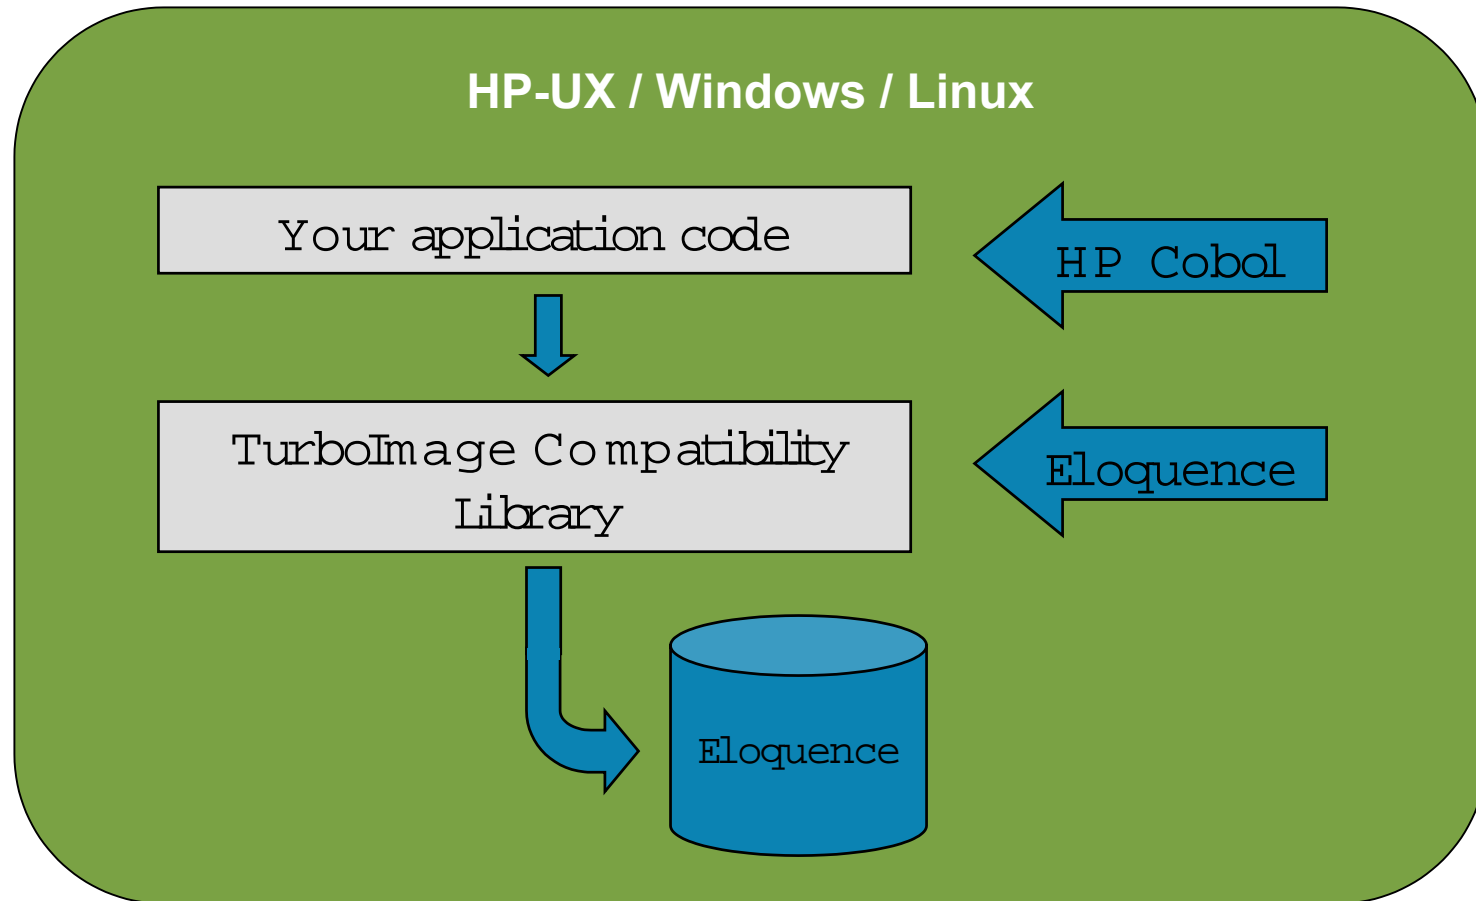 HP-UX / Windows / Linux
Your application code
HP Cobol
TurboImage Compatibility
Library
Eloquence
Eloquence